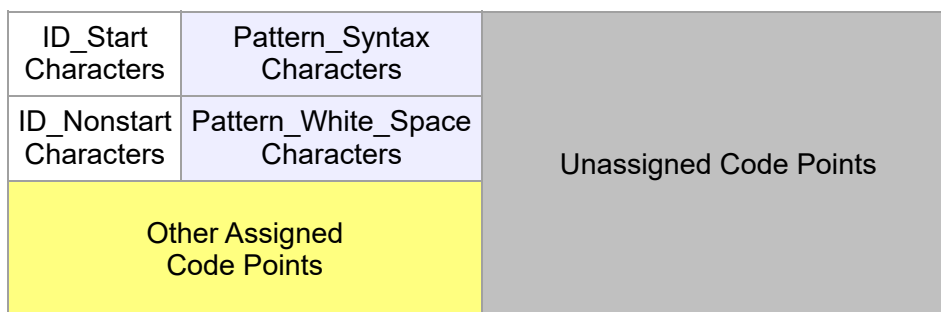 ID_Start
Characters
Pattern_Syntax
Characters
ID_Nonstart
Characters
Pattern_White_Space
Characters
Unassigned Code Points
Other Assigned
Code Points